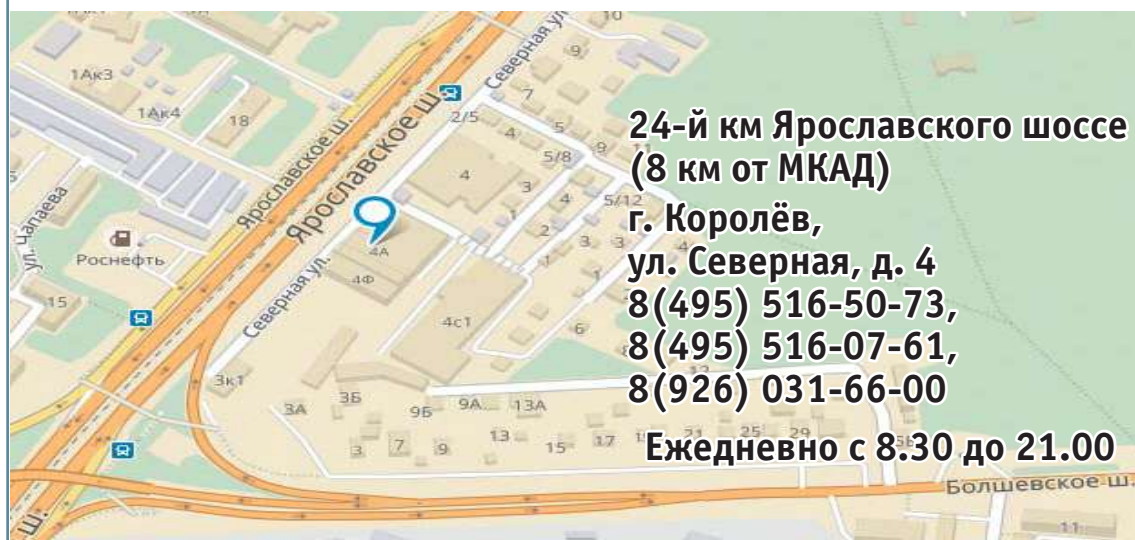 24-й км Ярославского шоссе
(8 км от МКАД)
г. Королёв,
ул. Северная, д. 4
8(495) 516-50-73,
8(495) 516-07-61,
8(926) 031-66-00
Ежедневно с 8.30 до 21.00
Северная ул.
10
9
7
1Ак3
1Ак4
18
Ярославское ш.
Ярославское ш.
2/5
4
5
9
11
5/8
4
3
4
5/12
1
2
3
3
1
ул. Чапаева
Роснефть
15
4А
4Ф
Северная ул.
4с1
6
3к1
3А
3Б
9Б
9А
13А
3
7
9
13
15
17
21
25
29
Болшевское ш.
11
ш.